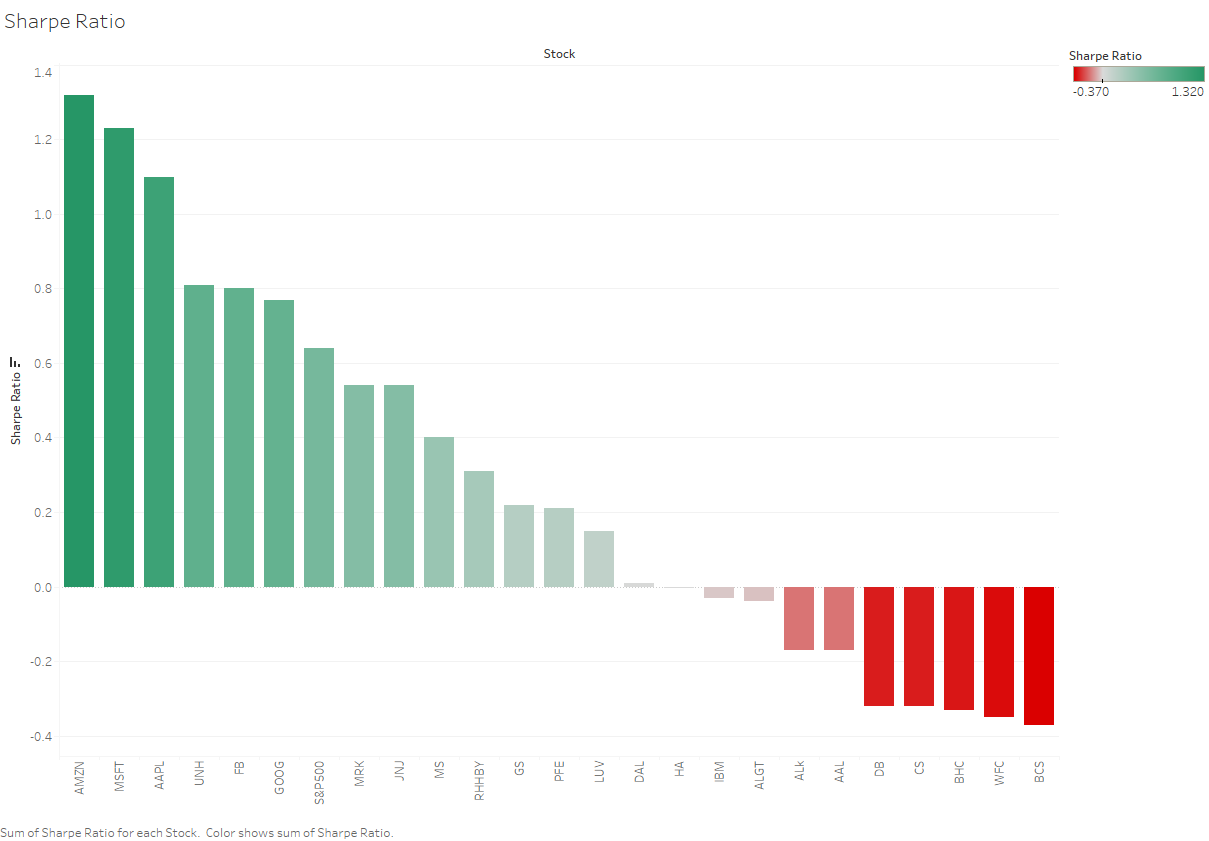 Sharpe Ratio
Stock
Sharpe Ratio
-0.370 1.320
1.4
1.2
1.0
0.8
0.6
0.4
0.2
0.0
-0.2
-0.4
Sharpe Ratio
AMZN
MSFT
AAPL
UNH
FB
GOOG
S&P500
MRK
JNJ
MS
RHHBY
GS
PFE
LUV
DAL
HA
IBM
ALGT
ALk
AAL
DB
CS
BHC
WFC
BCS
Sum of Sharpe Ratio for each Stock. Color shows sum of Sharpe Ratio.